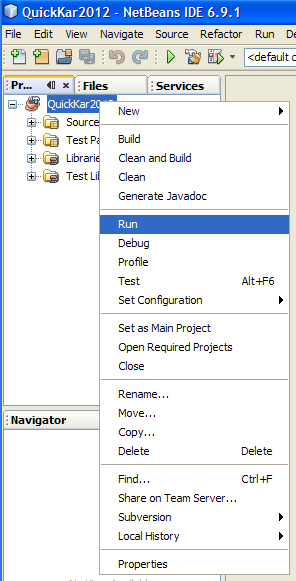 QuickKar2012 - NetBeans IDE 6.9.1
File Edit View Navigate Source Refactor Run De
<default c
Pr... Files Services
QuickKar20
Source
Test Pa
Librarie
Test Lib
New
Build
Clean and Build
Clean
Generate Javadoc
Run
Debug
Profile
Test Alt+F6
Set Configuration
Set as Main Project
Open Required Projects
Close
Rename...
Move...
Copy...
Delete Delete
Find... Ctrl+F
Share on Team Server...
Subversion
Local History
Properties
Navigator